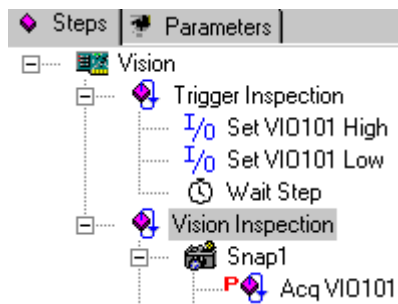 Steps Parameters
Vision
Trigger Inspection
I/O Set VIO101 High
I/O Set VIO101 Low
Wait Step
Vision Inspection
Snap1
P Acq VIO101